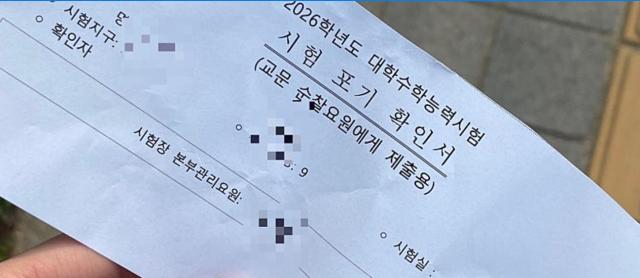 2026학년도 대학수학능력시험
시험 포기 확인서
(교문 경찰요원에게 제출용)
○ 시험지구:
○ 확인자
시험장 본부관리요원:
○ 시험실 :